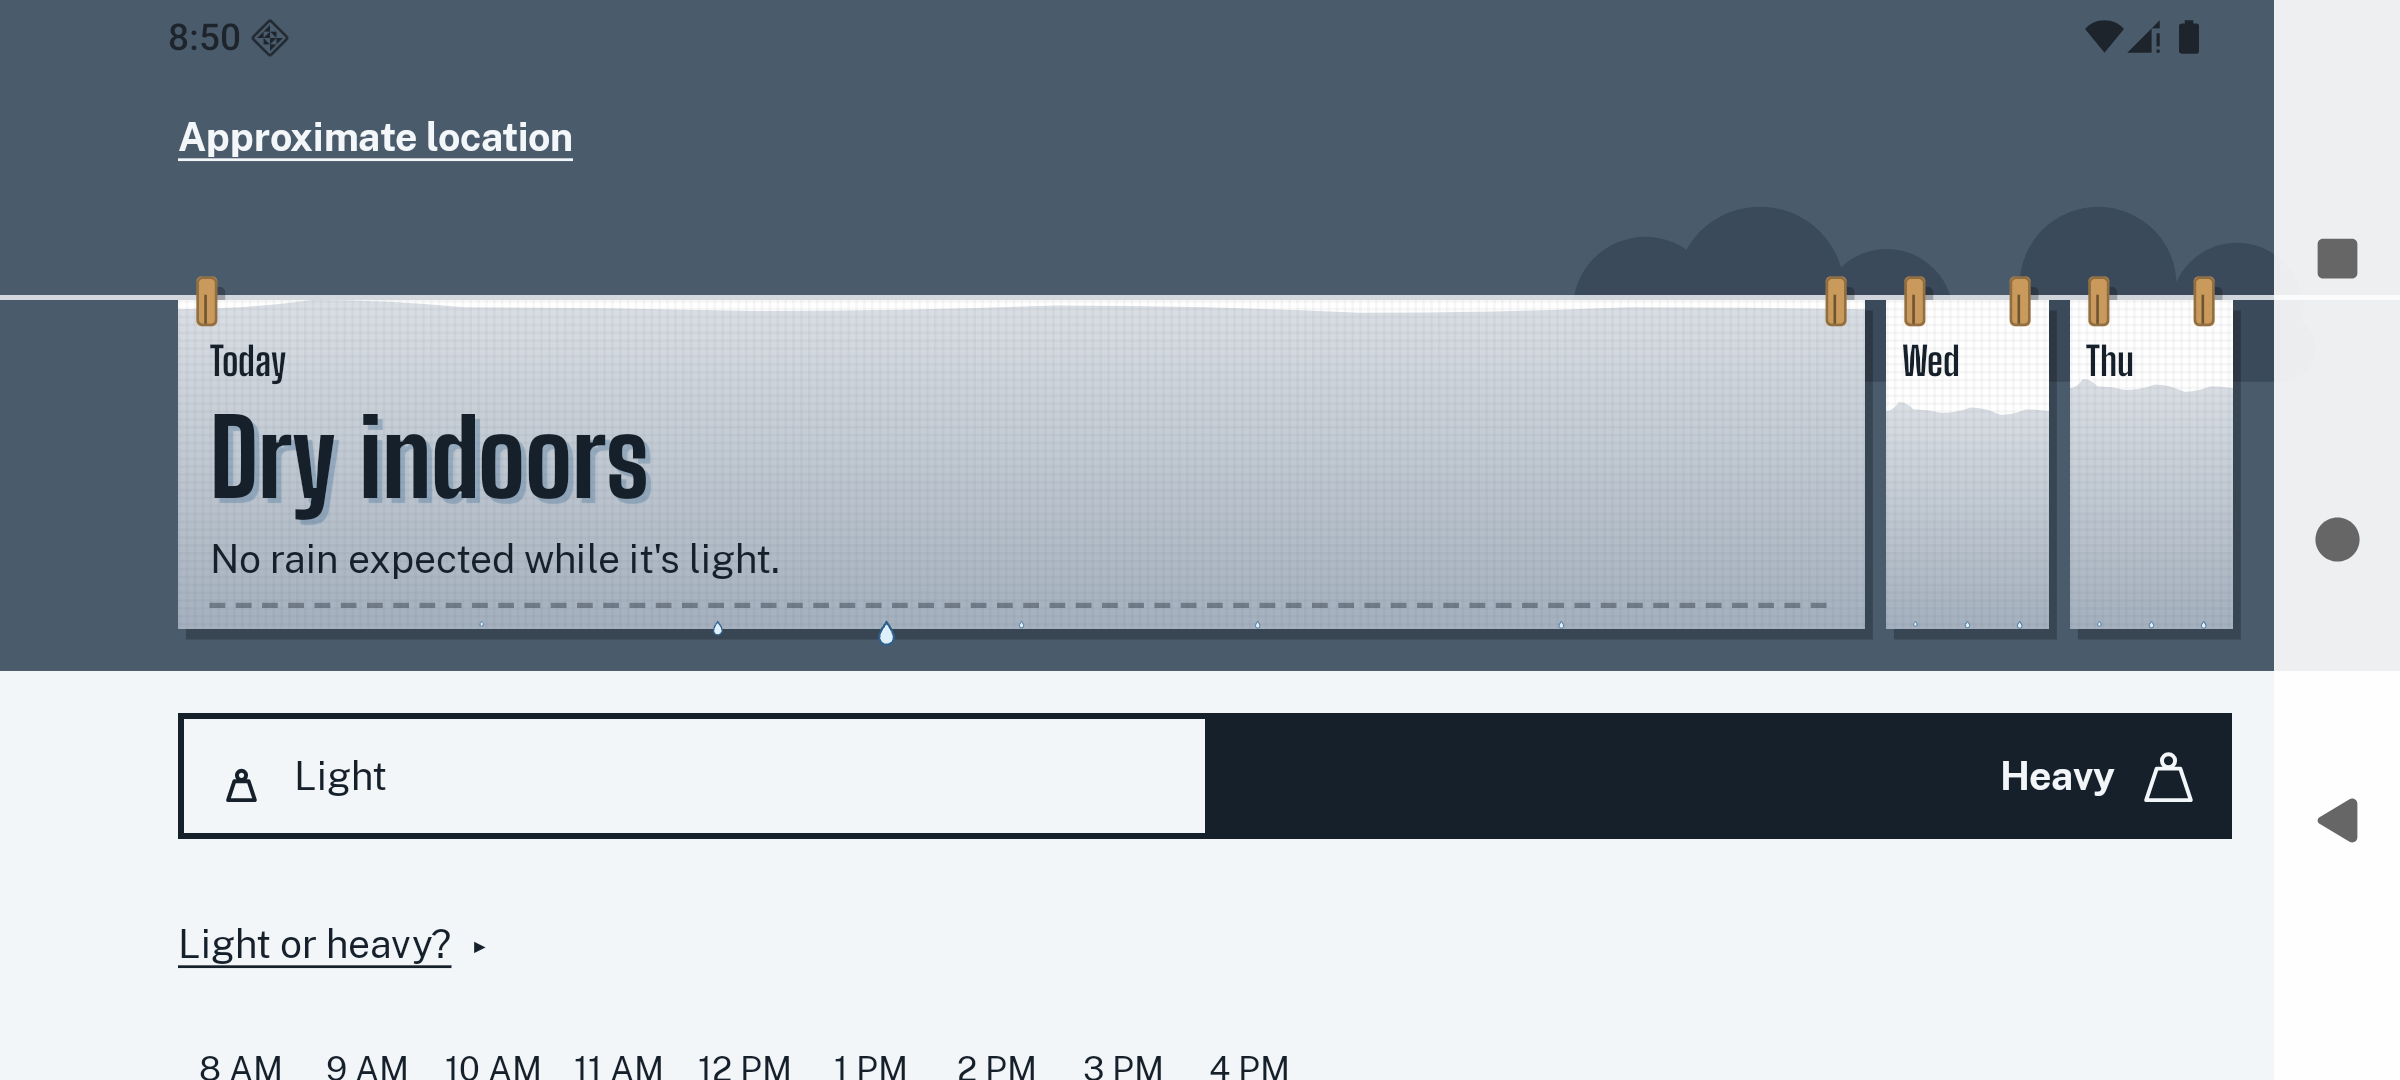 8:50
Approximate location
Today
Wed
Thu
Dry indoors
No rain expected while it's light.
Light
Heavy
Light or heavy? ▸
8 AM 9 AM 10 AM 11 AM 12 PM 1 PM 2 PM 3 PM 4 PM